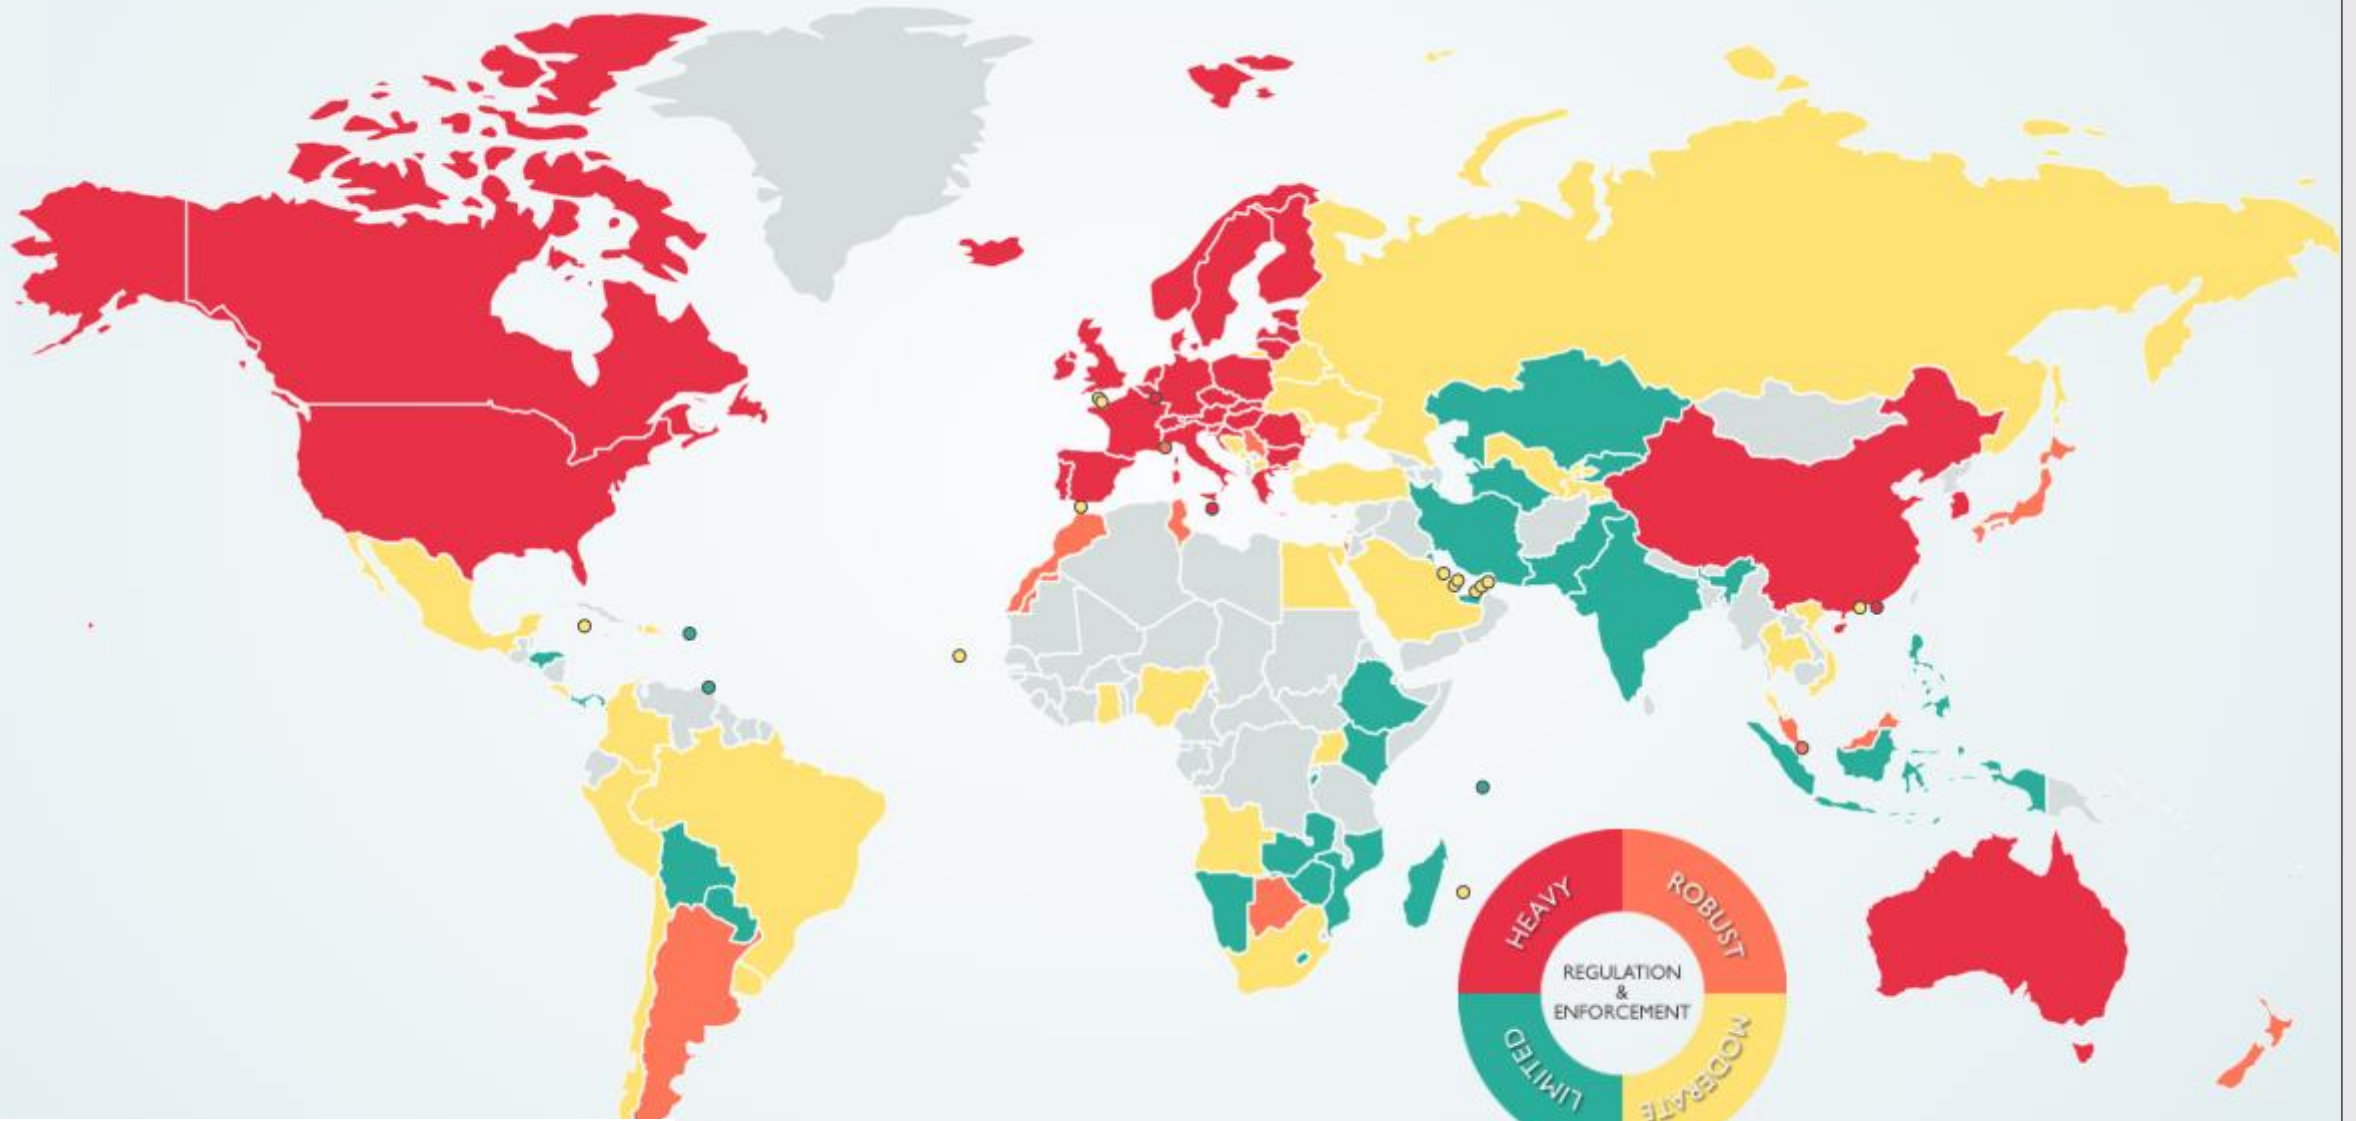 HEAVY
ROBUST
REGULATION
&
ENFORCEMENT
LIMITED
MODERATE